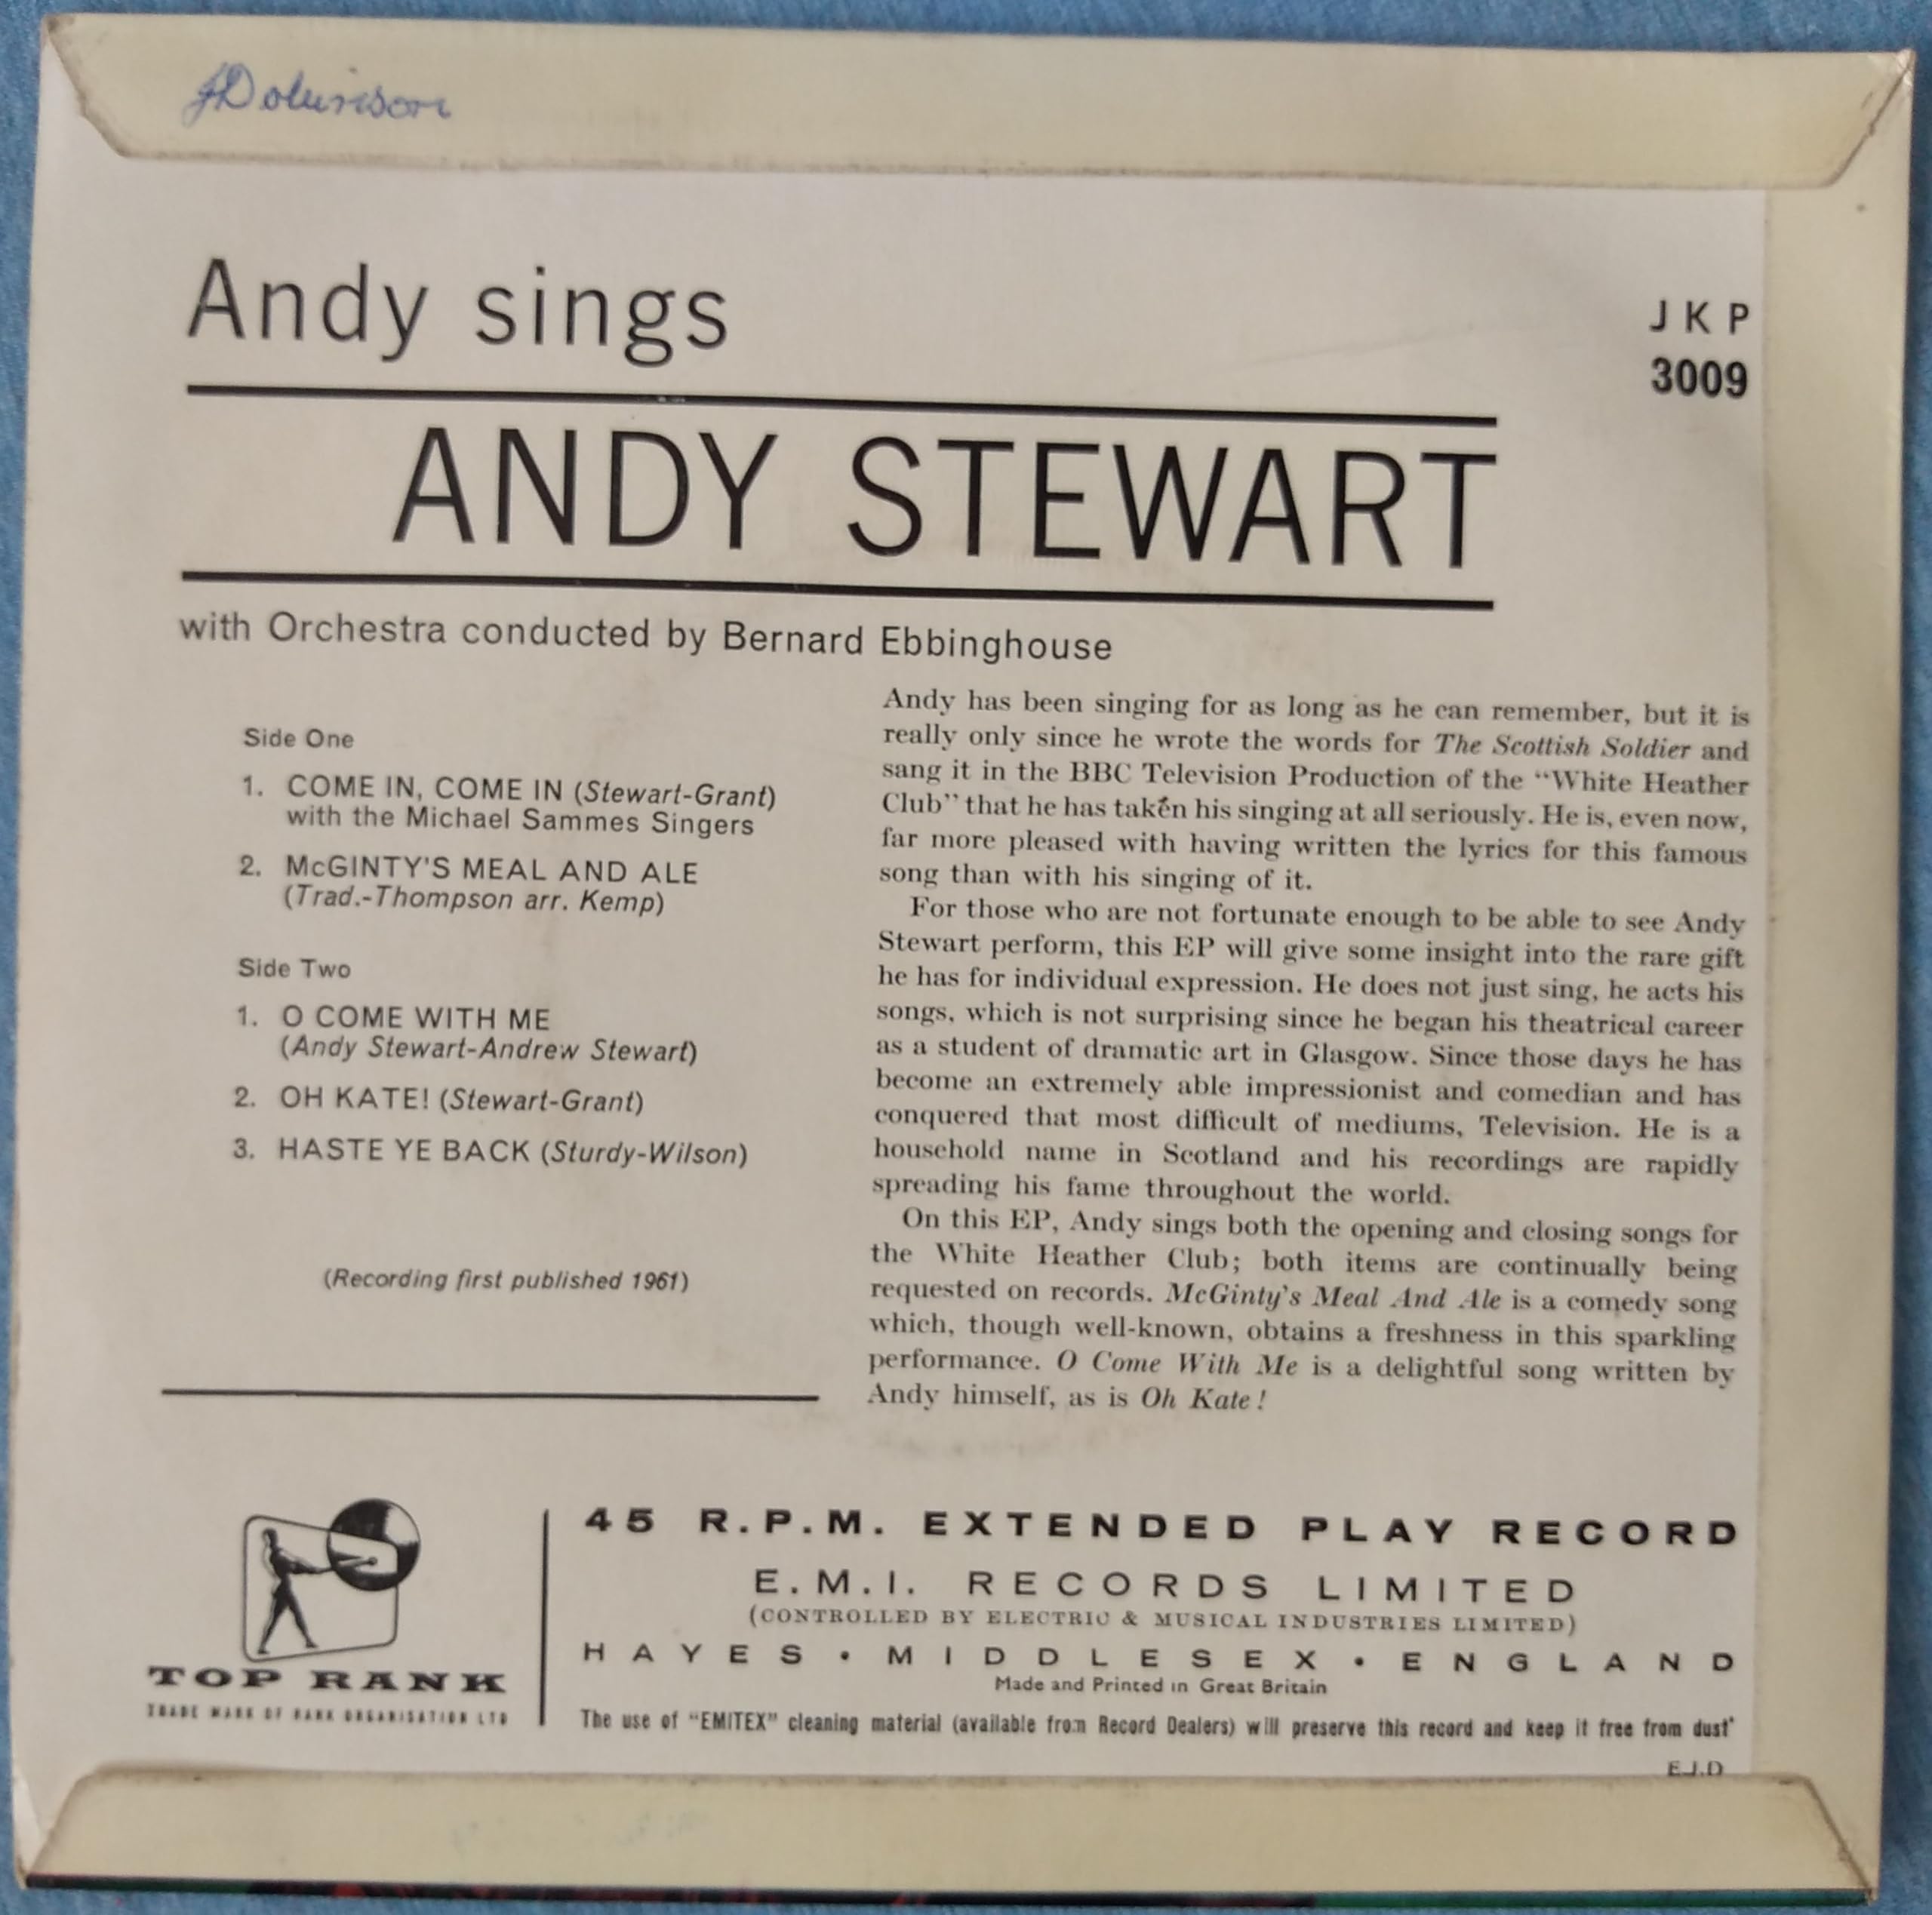 Andy sings
JKP
3009
ANDY STEWART
with Orchestra conducted by Bernard Ebbinghouse
Side One
1. COME IN, COME IN (Stewart-Grant)
with the Michael Sammes Singers
2. McGINTY'S MEAL AND ALE
(Trad.-Thompson arr. Kemp)
Side Two
1. O COME WITH ME
(Andy Stewart-Andrew Stewart)
2. OH KATE! (Stewart-Grant)
3. HASTE YE BACK (Sturdy-Wilson)
(Recording first published 1961)
Andy has been singing for as long as he can remember, but it is
really only since he wrote the words for The Scottish Soldier and
sang it in the BBC Television Production of the “White Heather
Club” that he has taken his singing at all seriously. He is, even now,
far more pleased with having written the lyrics for this famous
song than with his singing of it.
For those who are not fortunate enough to be able to see Andy
Stewart perform, this EP will give some insight into the rare gift
he has for individual expression. He does not just sing, he acts his
songs, which is not surprising since he began his theatrical career
as a student of dramatic art in Glasgow. Since those days he has
become an extremely able impressionist and comedian and has
conquered that most difficult of mediums, Television. He is a
household name in Scotland and his recordings are rapidly
spreading his fame throughout the world.
On this EP, Andy sings both the opening and closing songs for
the White Heather Club; both items are continually being
requested on records. McGinty's Meal And Ale is a comedy song
which, though well-known, obtains a freshness in this sparkling
performance. O Come With Me is a delightful song written by
Andy himself, as is Oh Kate!
TOP RANK
TRADE MARK OF RANK ORGANISATION LTD
45 R.P.M. EXTENDED PLAY RECORD
E.M.I. RECORDS LIMITED
(CONTROLLED BY ELECTRIC & MUSICAL INDUSTRIES LIMITED)
HAYES • MIDDLESEX • ENGLAND
Made and Printed in Great Britain
The use of “EMITEX” cleaning material (available from Record Dealers) will preserve this record and keep it free from dust
E.J.D